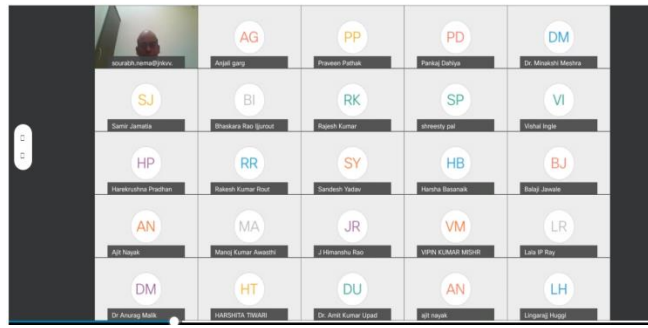 AG PP PD DM
sourabh.nema@jnkvv. Anjali garg Praveen Pathak Pankaj Dahiya Dr. Minakshi Meshra
SJ BI RK SP VI
Samir Jamatia Bhaskara Rao Ijjurout Rajesh Kumar shreesty pal Vishal Ingle
HP RR SY HB BJ
Harekrushna Pradhan Rakesh Kumar Rout Sandesh Yadav Harsha Basanaik Balaji Jawale
AN MA JR VM LR
Ajit Nayak Manoj Kumar Awasthi J Himanshu Rao VIPIN KUMAR MISHR Lala IP Ray
DM HT DU AN LH
Dr Anurag Malik HARSHITA TIWARI Dr. Amit Kumar Upad ajit nayak Lingaraj Huggi